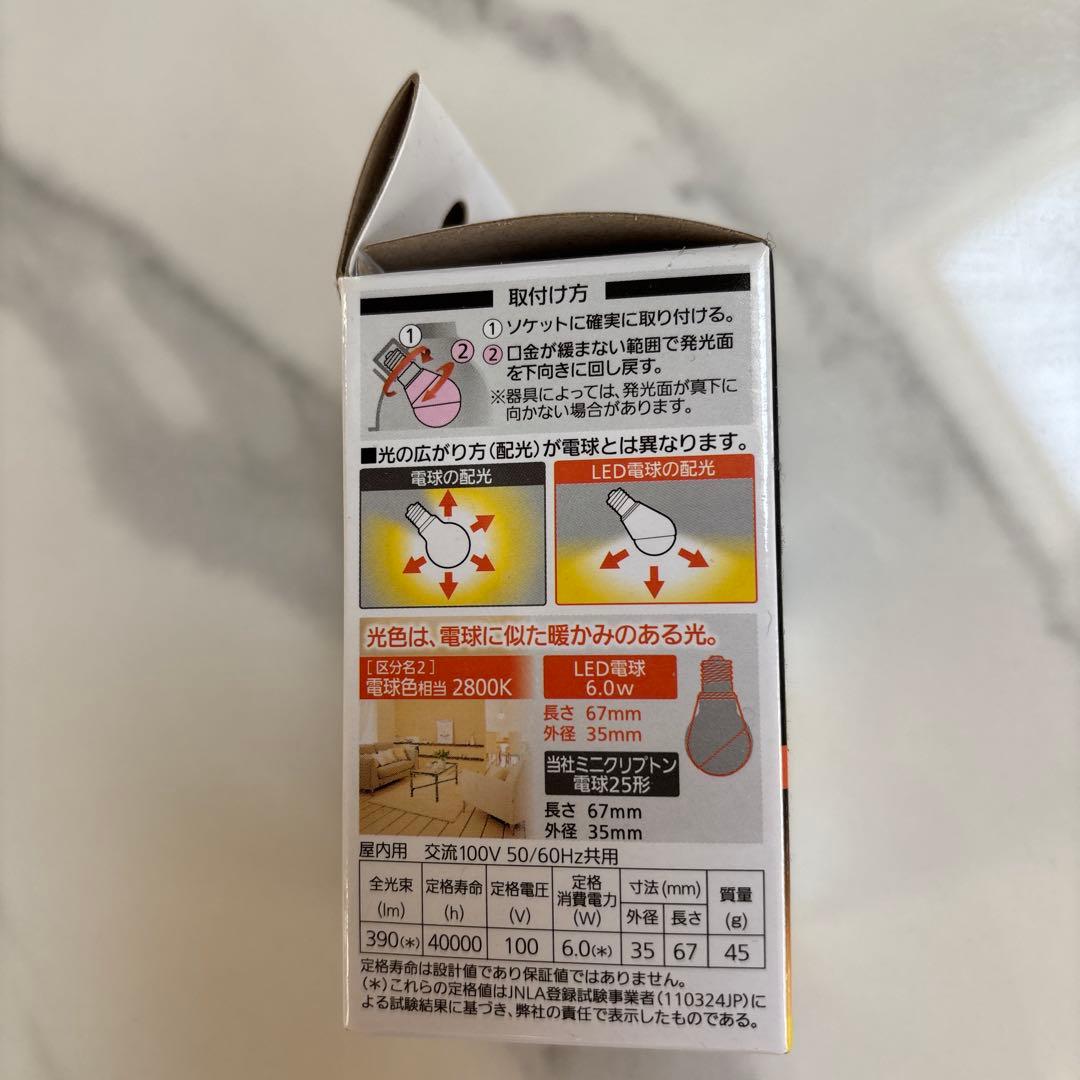 取付け方
① ソケットに確実に取り付ける。
② 口金が緩まない範囲で発光面
を下向きに回し戻す。
※器具によっては、発光面が真下に
向かない場合があります。
1
2
■光の広がり方(配光)が電球とは異なります。
電球の配光
LED電球の配光
光色は、電球に似た暖かみのある光。
[区分名2]
電球色相当 2800K
LED電球
6.0w
長さ 67mm
外径 35mm
当社ミニクリプトン
電球25形
長さ 67mm
外径 35mm
屋内用 交流100V 50/60Hz共用
全光束 定格寿命 定格電圧 定格 消費電力 寸法(mm) 質量
(lm) (h) (V) (W) 外径 長さ (g)
390(*) 40000 100 6.0(*) 35 67 45
定格寿命は設計値であり保証値ではありません。
(*)これらの定格値はJNLA登録試験事業者(110324JP)に
よる試験結果に基づき、弊社の責任で表示したものである。